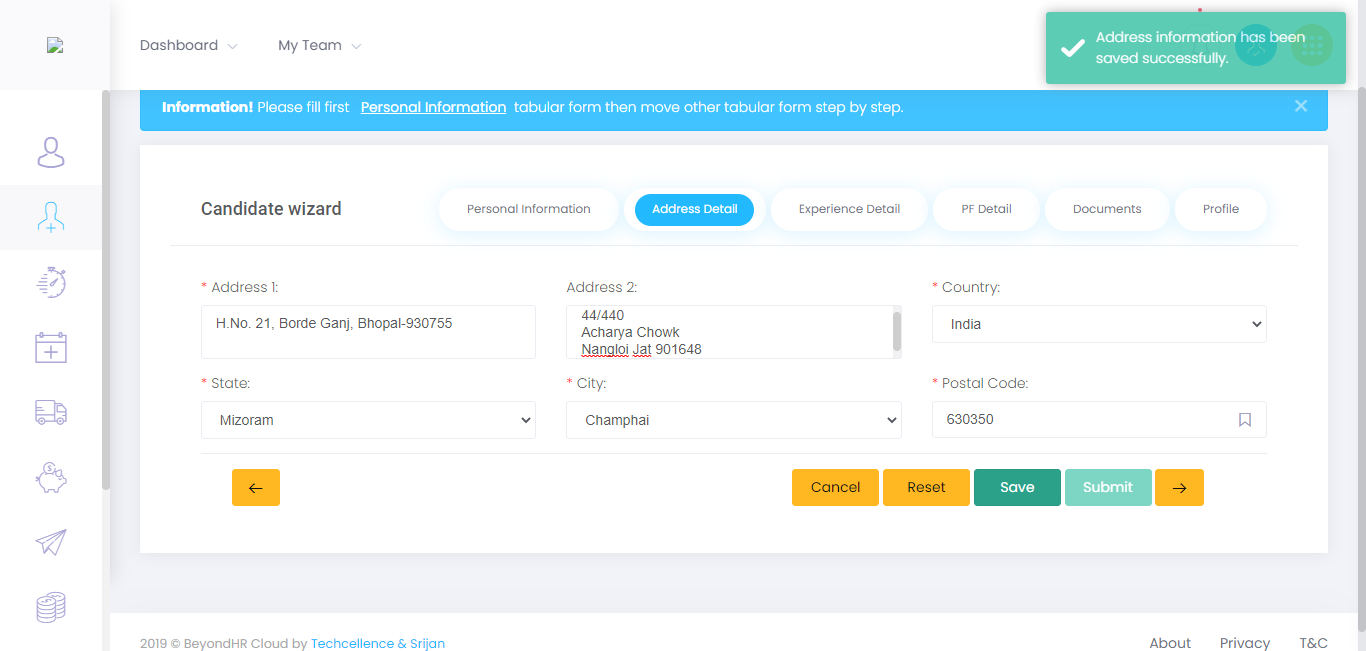 Dashboard My Team
Address information has been
saved successfully.
Information! Please fill first Personal Information tabular form then move other tabular form step by step.
Candidate wizard
Personal Information Address Detail Experience Detail PF Detail Documents Profile
* Address 1: Address 2: * Country:
H.No. 21, Borde Ganj, Bhopal-930755
44/440
Acharya Chowk
Nangloi Jat 901648
India
* State: * City: * Postal Code:
Mizoram Champhai 630350
Cancel Reset Save Submit
2019 © BeyondHR Cloud by Techcellence & Srijan About Privacy T&C